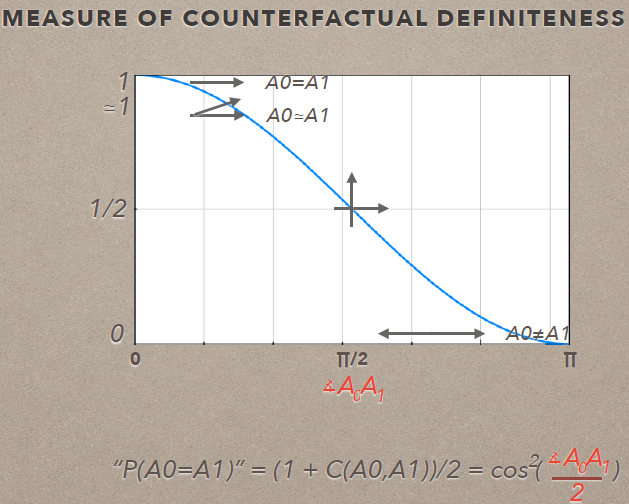 MEASURE OF COUNTERFACTUAL DEFINITENESS
1
A0=A1
≃1
A0≃A1
1/2
0
A0≠A1
0
π/2
π
∡A₀A₁
“P(A0=A1)” = (1 + C(A0,A1))/2 = cos²(∡A₀A₁/2)